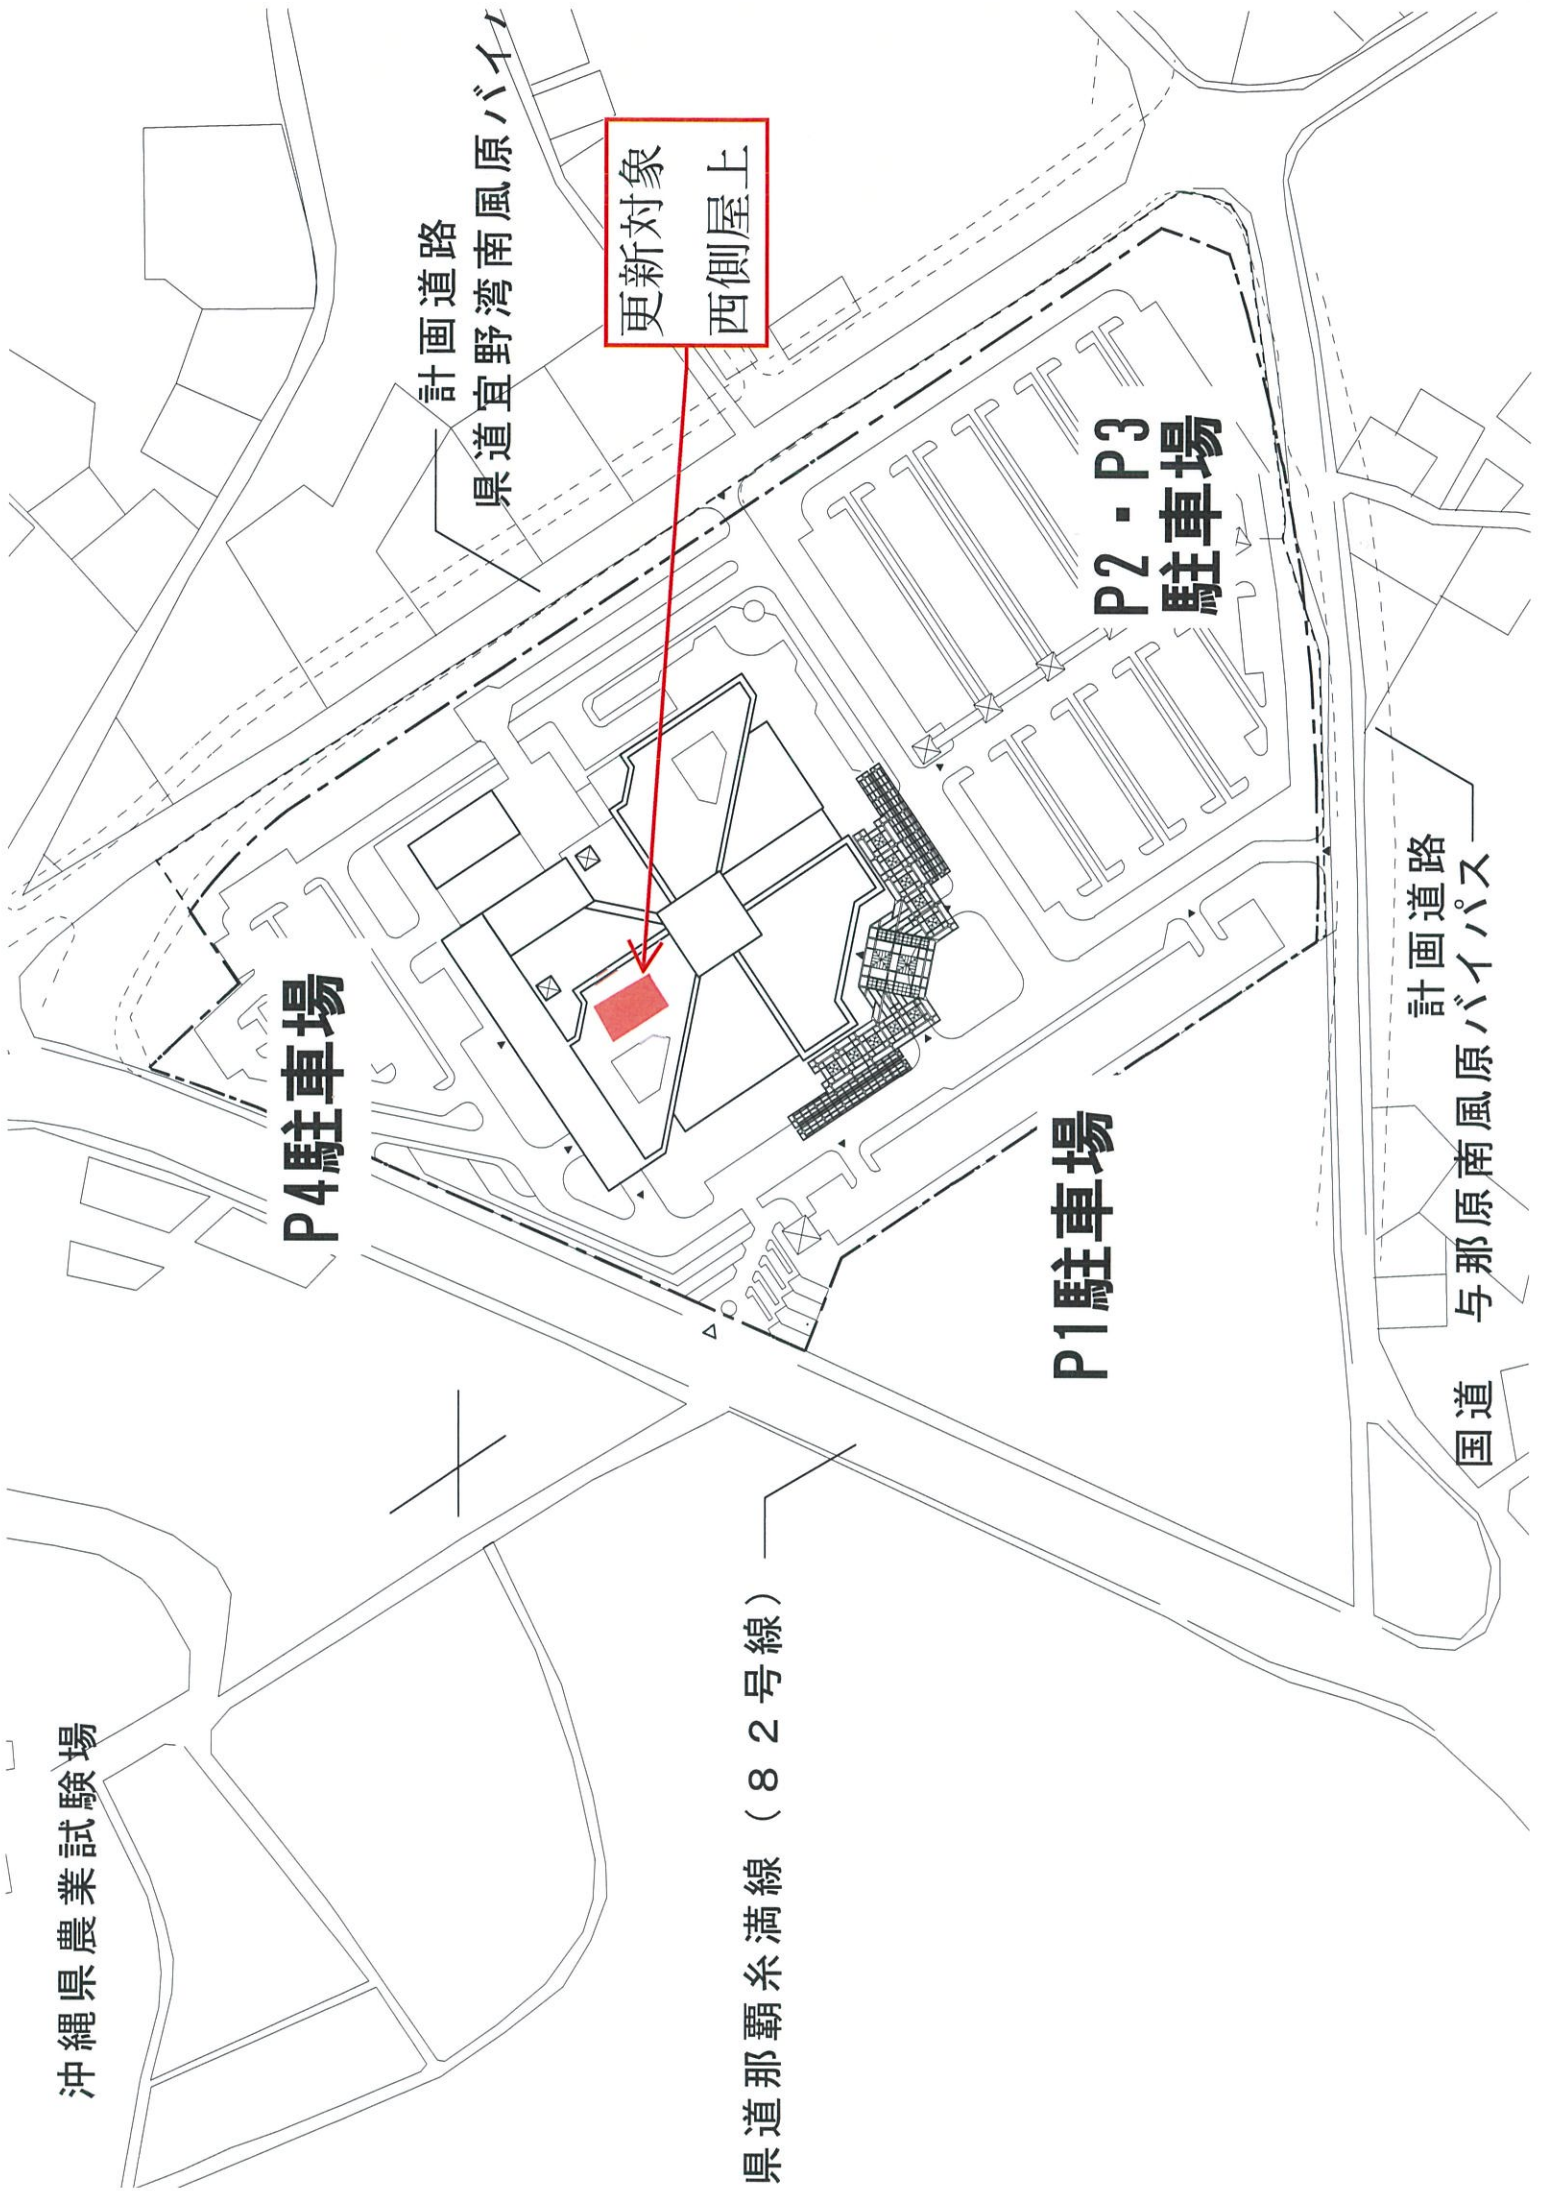 沖縄県農業試験場
P4駐車場
計画道路
県道宜野湾南風原バイ
更新対象
西側屋上
県道那覇糸満線（８２号線）
P1駐車場
P2・P3
駐車場
計画道路
国道　与那原南風原バイパス